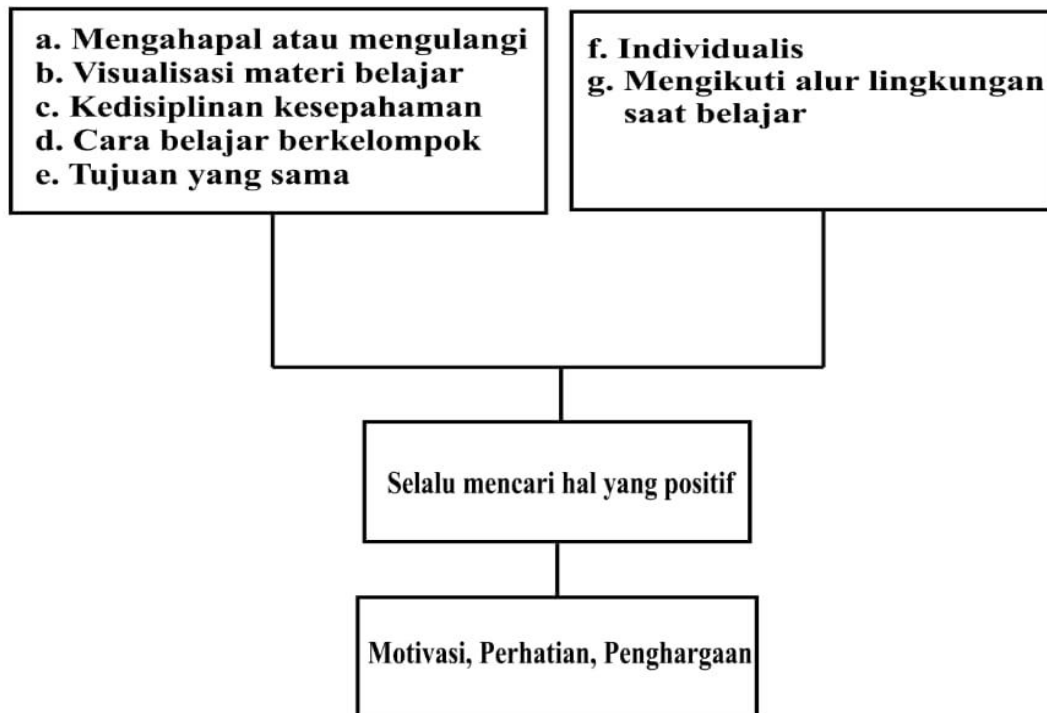 a. Mengahapal atau mengulangi
b. Visualisasi materi belajar
c. Kedisiplinan kesepahaman
d. Cara belajar berkelompok
e. Tujuan yang sama
f. Individualis
g. Mengikuti alur lingkungan
saat belajar
Selalu mencari hal yang positif
Motivasi, Perhatian, Penghargaan